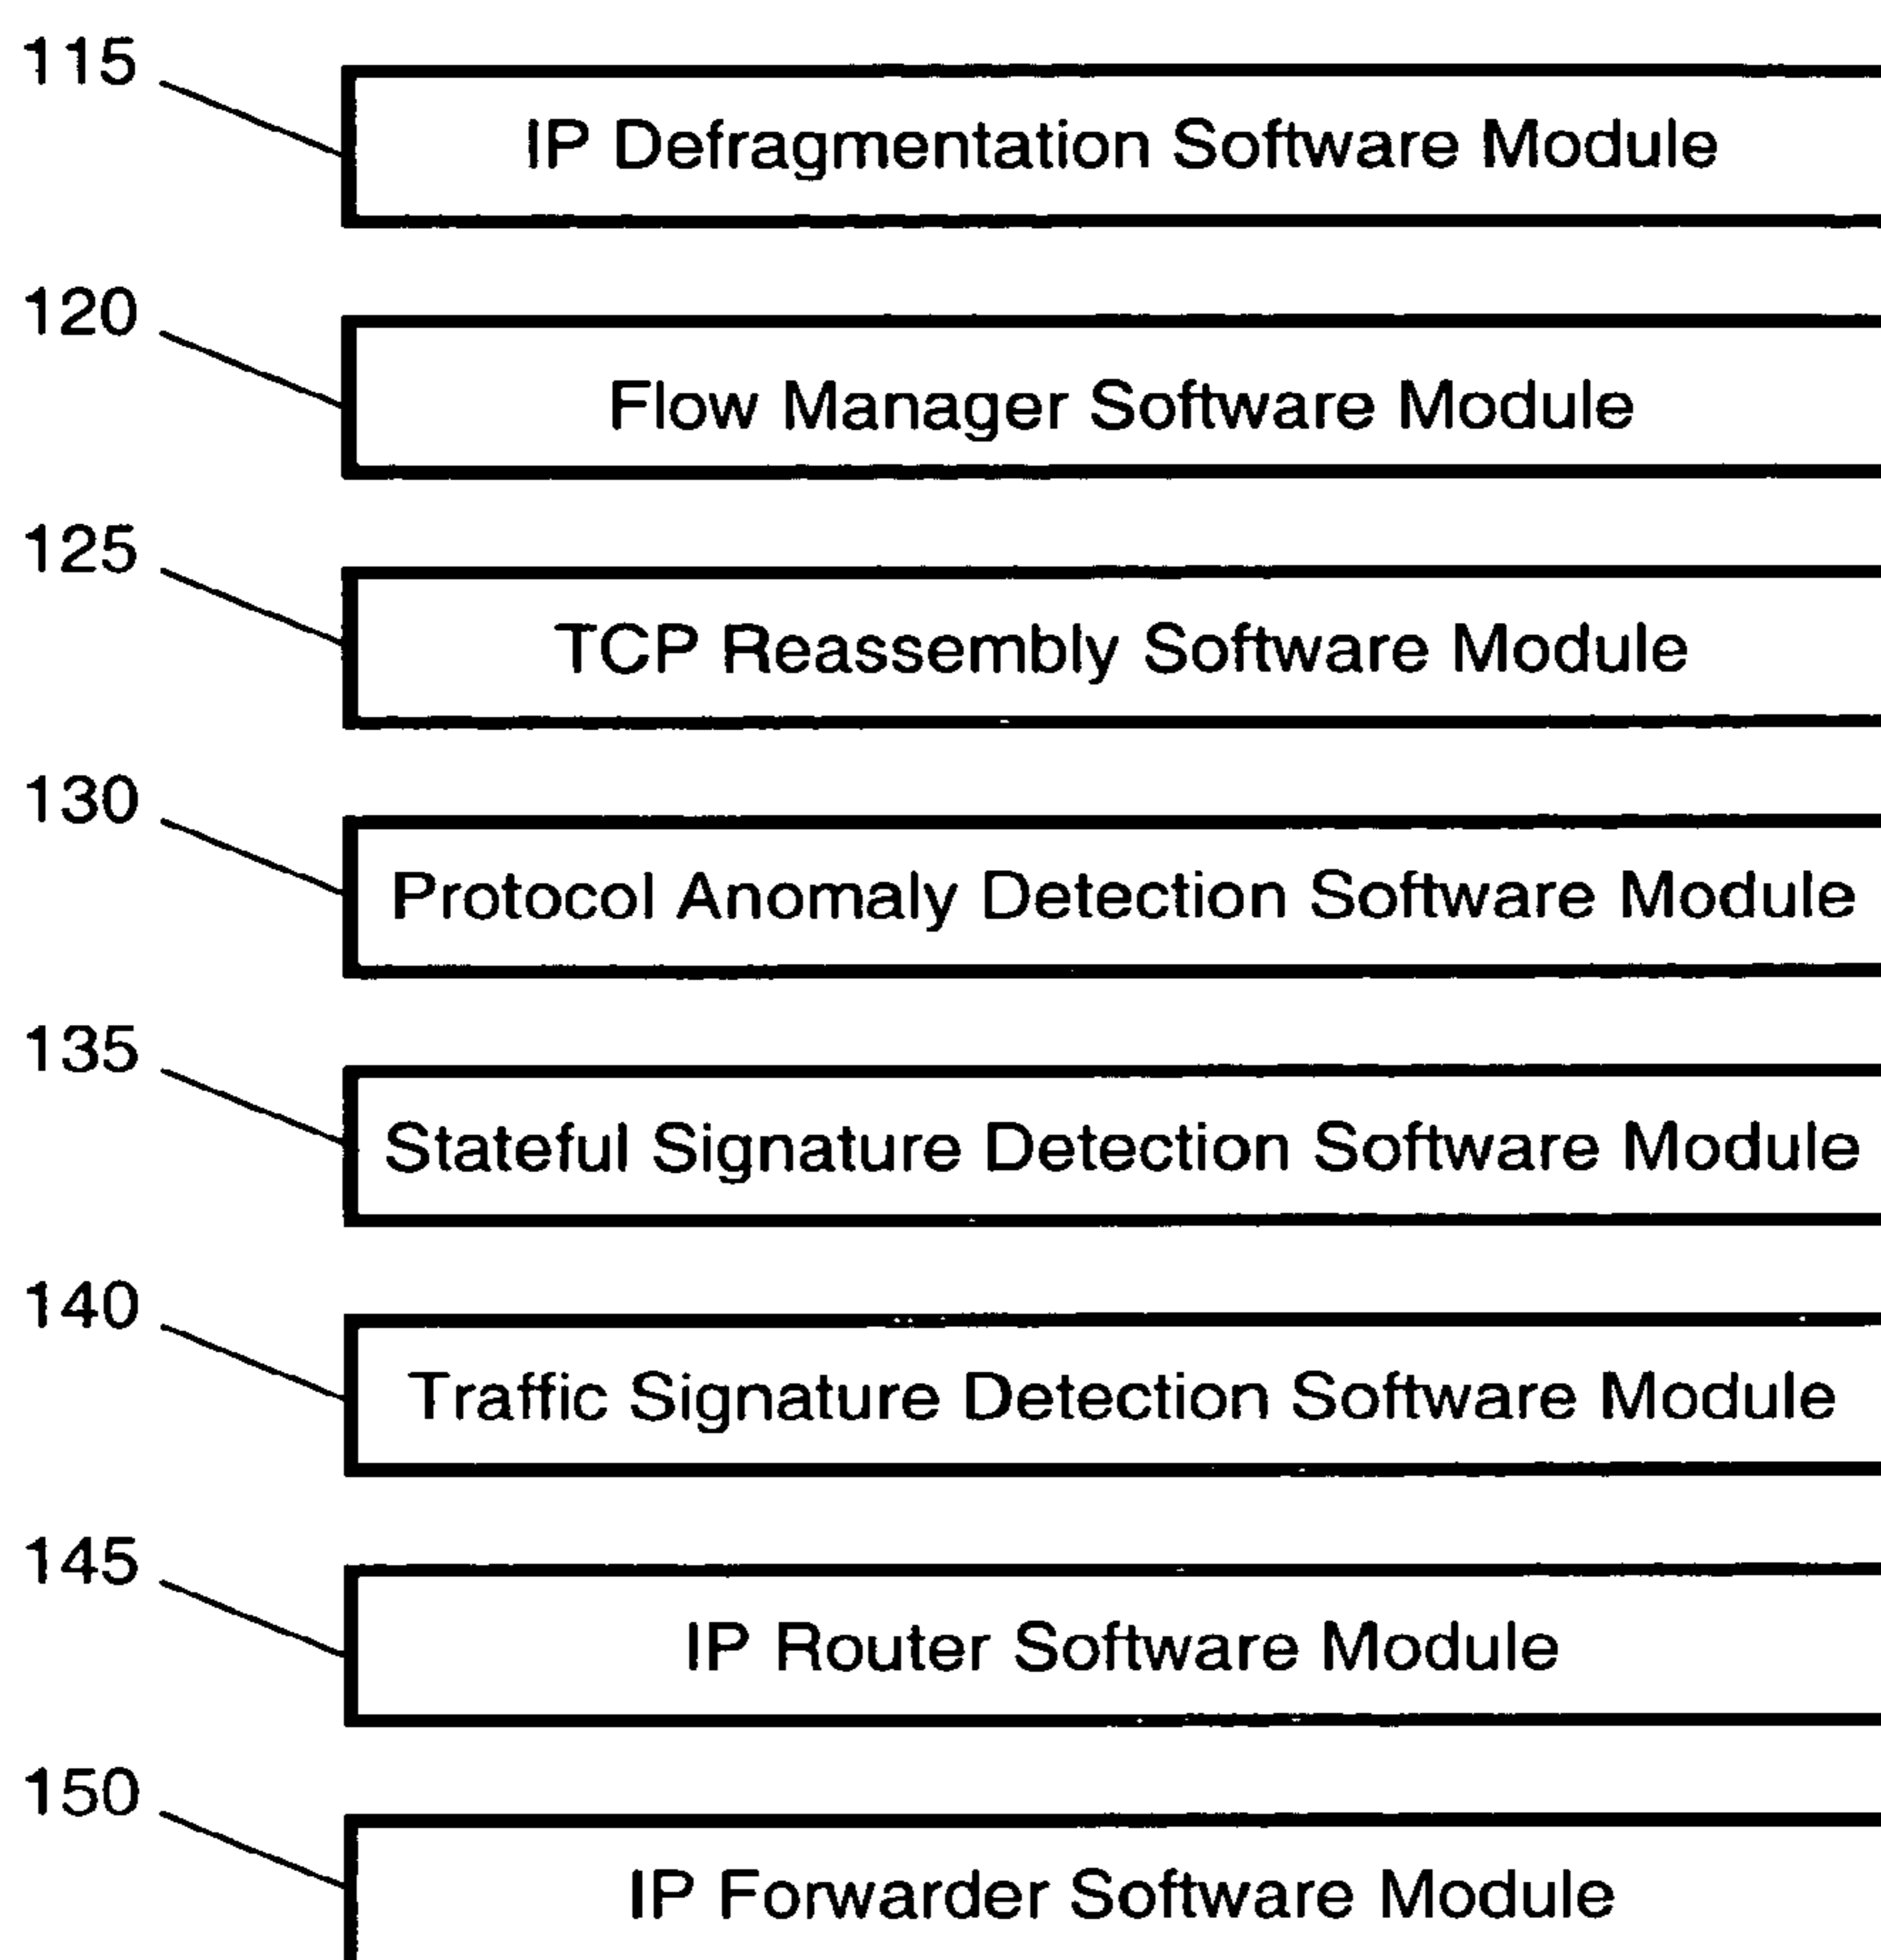 115
IP Defragmentation Software Module
120
Flow Manager Software Module
125
TCP Reassembly Software Module
130
Protocol Anomaly Detection Software Module
135
Stateful Signature Detection Software Module
140
Traffic Signature Detection Software Module
145
IP Router Software Module
150
IP Forwarder Software Module